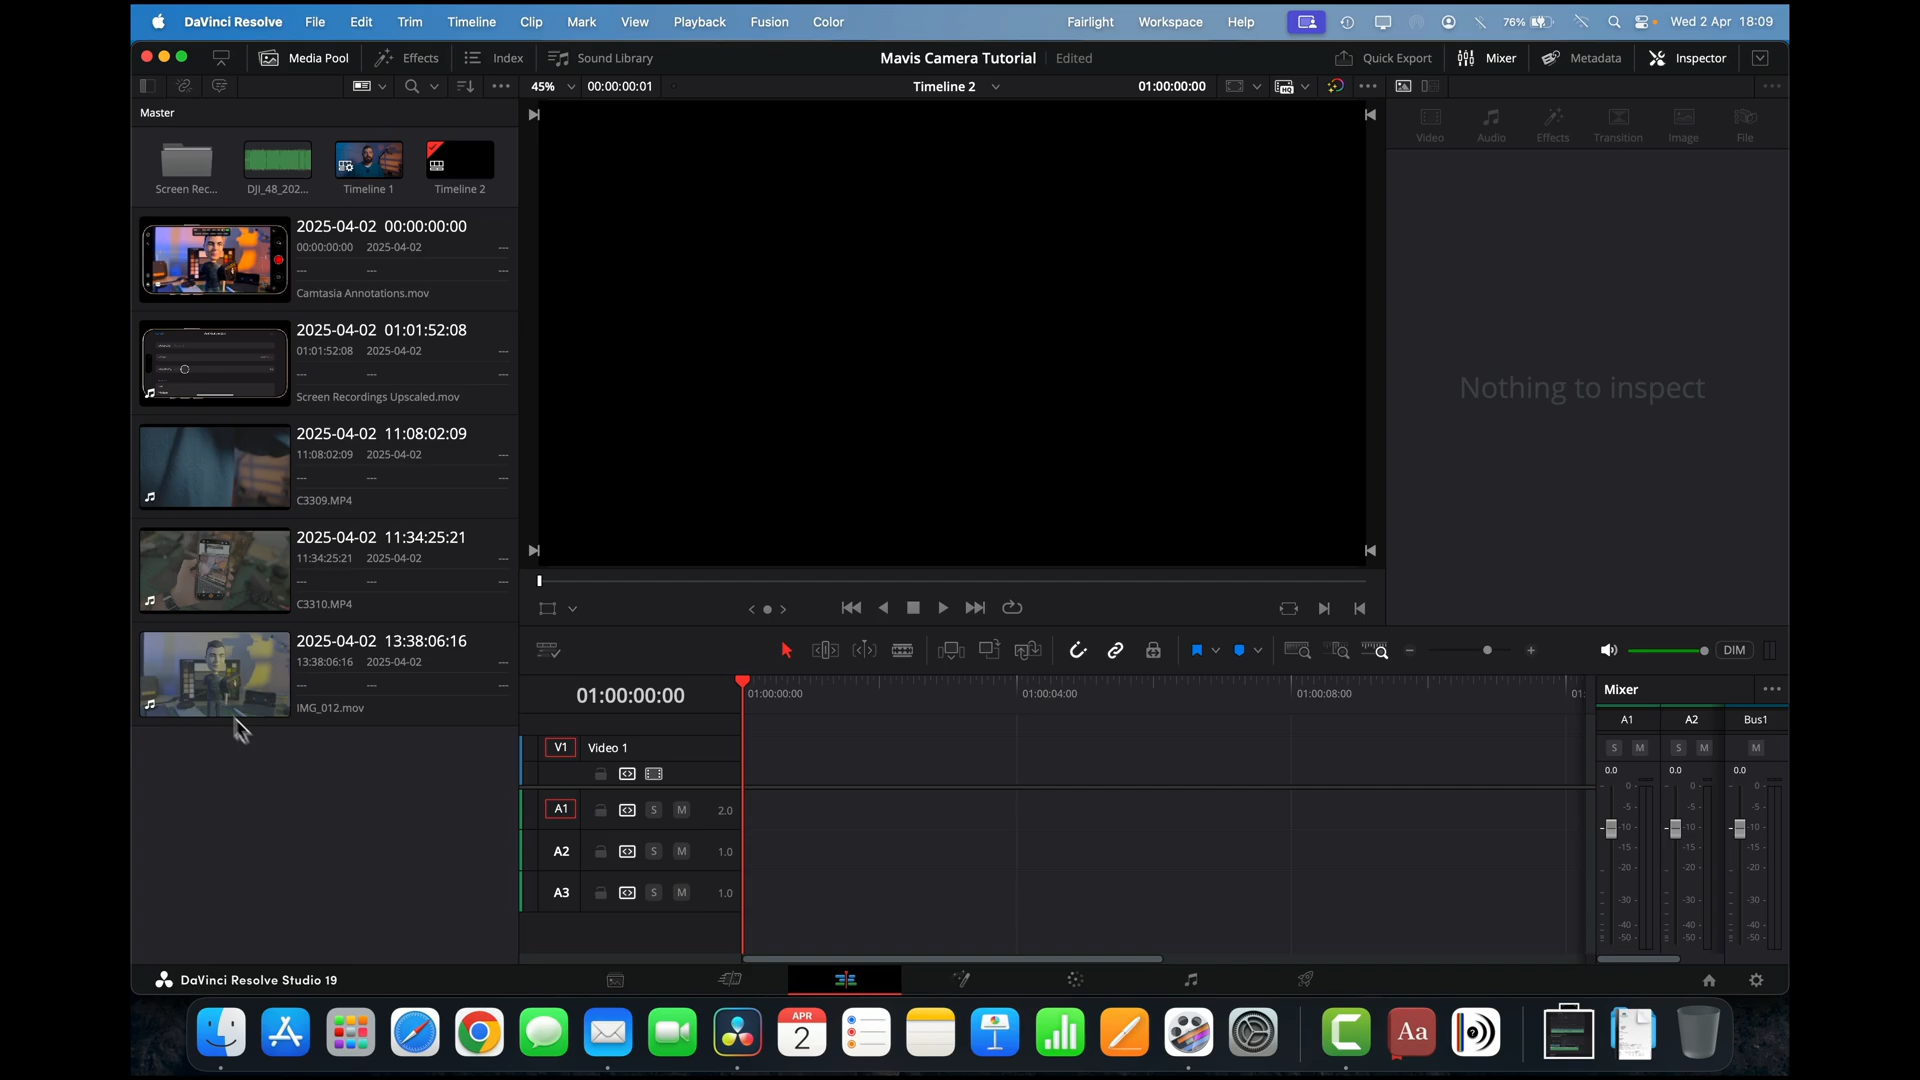 DaVinci Resolve File Edit Trim Timeline Clip Mark View Playback Fusion Color Fairlight Workspace Help 76% Wed 2 Apr 18:09
Media Pool Effects Index Sound Library Mavis Camera Tutorial Edited Quick Export Mixer Metadata Inspector
45% 00:00:00:01 Timeline 2 01:00:00:00
Master
Video Audio Effects Transition Image File
Screen Rec... DJI_48_202... Timeline 1 Timeline 2
2025-04-02 00:00:00:00
00:00:00:00 2025-04-02 ---
--- --- ---
Camtasia Annotations.mov
2025-04-02 01:01:52:08
01:01:52:08 2025-04-02 ---
--- --- ---
Screen Recordings Upscaled.mov
2025-04-02 11:08:02:09
11:08:02:09 2025-04-02 ---
--- --- ---
C3309.MP4
2025-04-02 11:34:25:21
11:34:25:21 2025-04-02 ---
--- --- ---
C3310.MP4
2025-04-02 13:38:06:16
13:38:06:16 2025-04-02 ---
--- --- ---
IMG_012.mov
Nothing to inspect
DIM
01:00:00:00 01:00:00:00 01:00:04:00 01:00:08:00 01:
V1 Video 1
A1 S M 2.0
A2 S M 1.0
A3 S M 1.0
Mixer
A1 A2 Bus1
S M S M M
0.0 0.0 0.0
0 0 0
-5 -5 -5
-10 -10 -10
-15 -15 -15
-20 -20 -20
-30 -30 -30
-40 -40 -40
-50 -50 -50
DaVinci Resolve Studio 19
APR
2
Aa